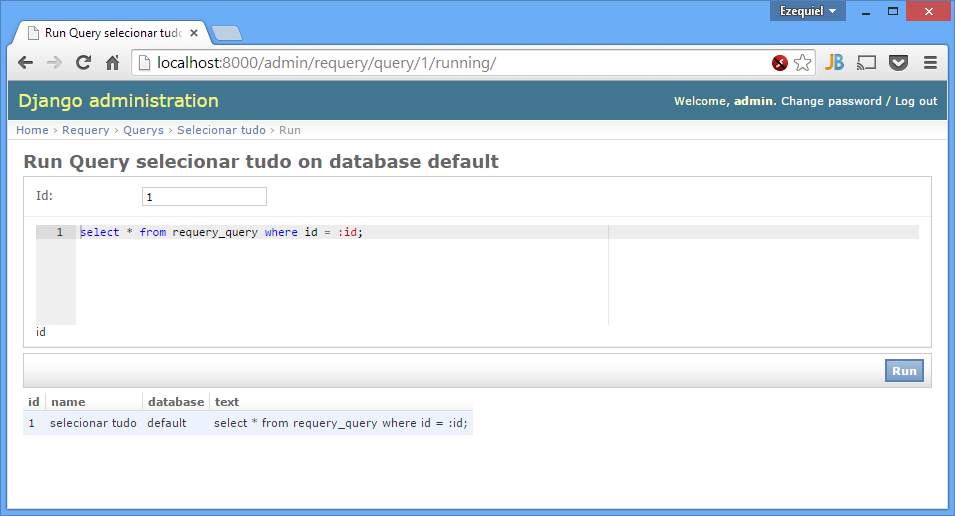 Ezequiel
Run Query selecionar tudo
localhost:8000/admin/requery/query/1/running/
JB
Django administration
Welcome, admin. Change password / Log out
Home › Requery › Querys › Selecionar tudo › Run
Run Query selecionar tudo on database default
Id: 1
1 select * from requery_query where id = :id;
id
Run
id name database text
1 selecionar tudo default select * from requery_query where id = :id;